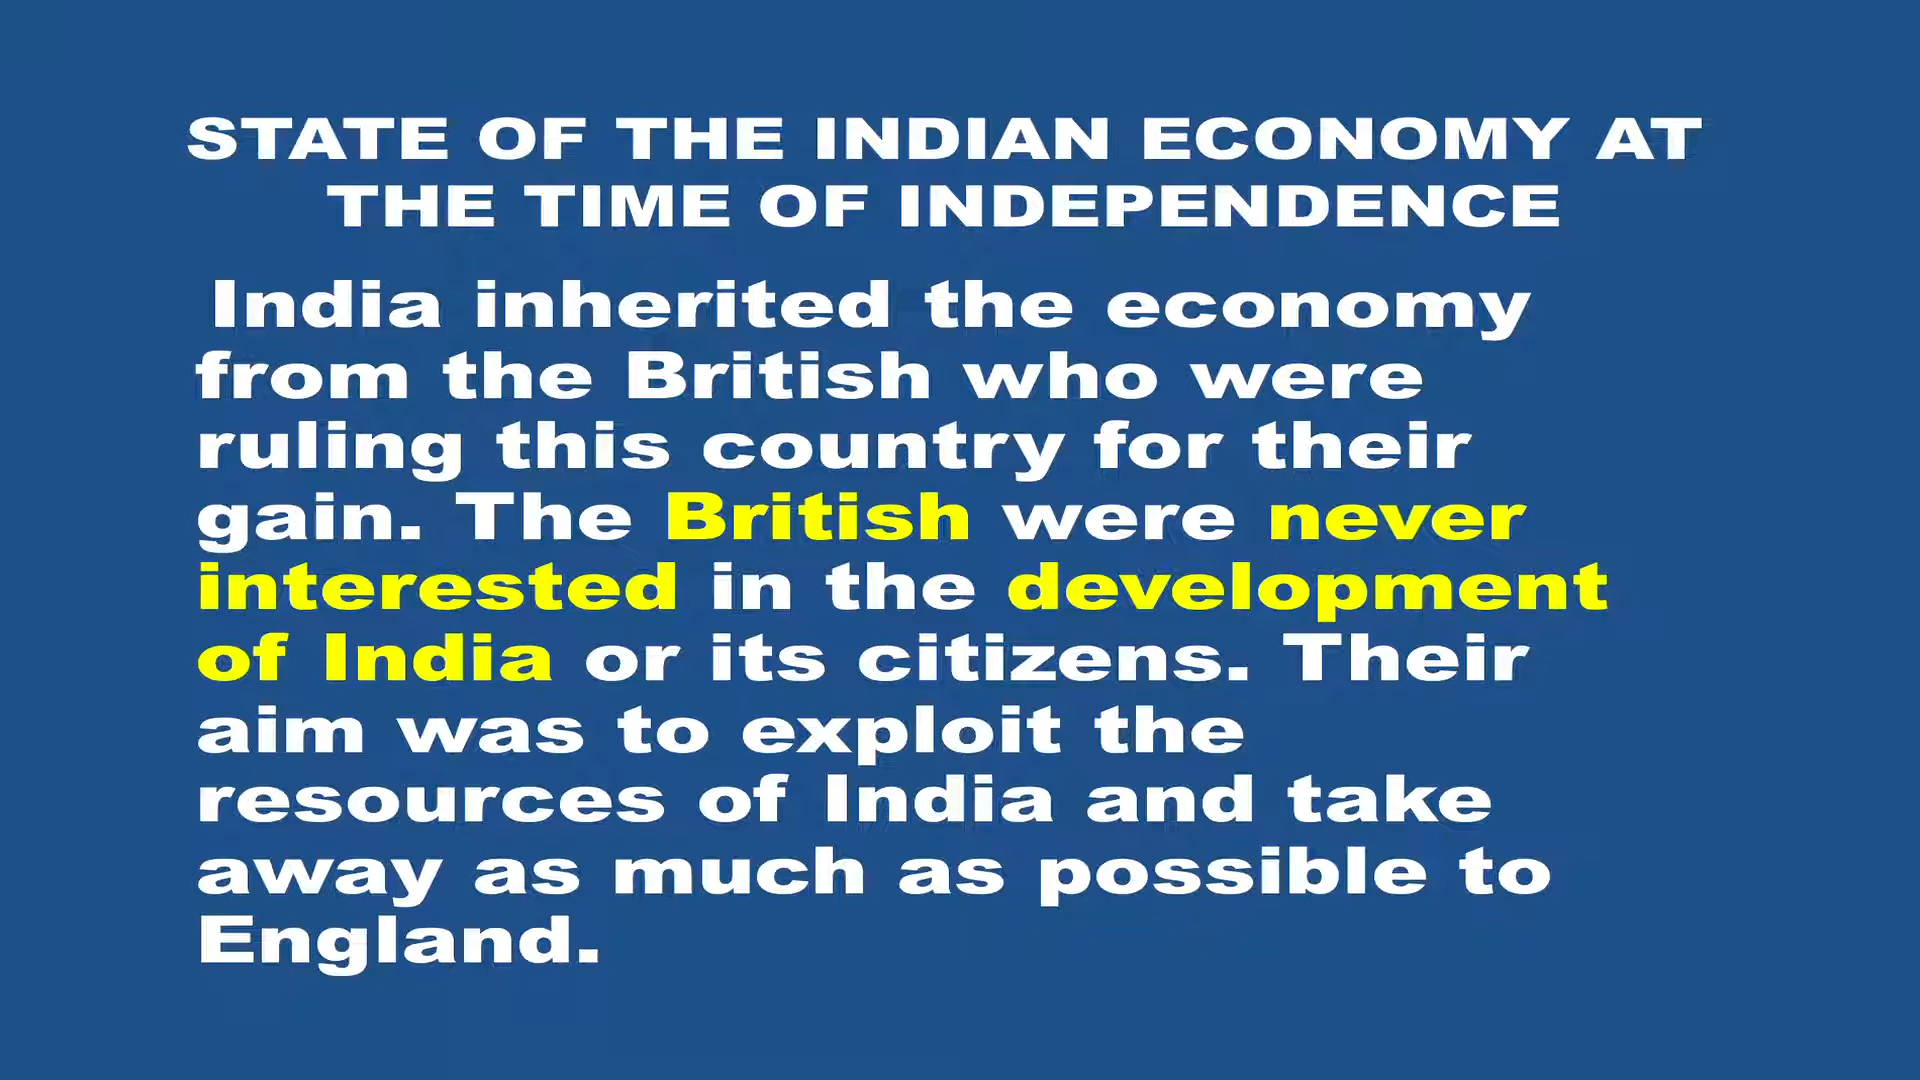 STATE OF THE INDIAN ECONOMY AT
THE TIME OF INDEPENDENCE
India inherited the economy
from the British who were
ruling this country for their
gain. The British were never
interested in the development
of India or its citizens. Their
aim was to exploit the
resources of India and take
away as much as possible to
England.